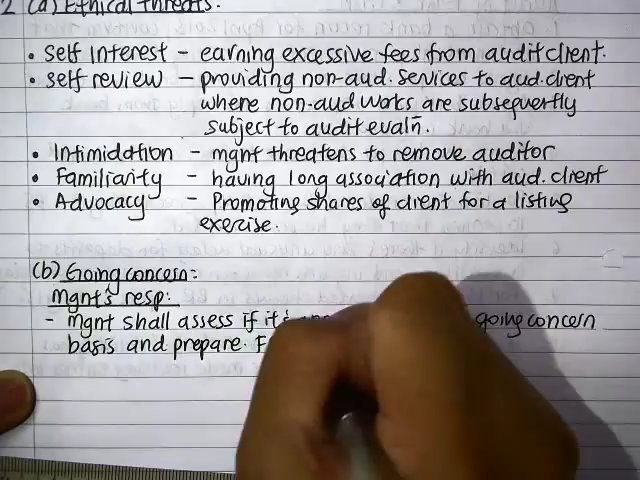 2 (a) Ethical threats.
• Self Interest - earning excessive fees from audit client.
• self review - providing non-aud. services to aud. client
where non-aud works are subsequently
subject to audit evaln.
• Intimidation - mgnt threatens to remove auditor
• Familiarity - having long association with aud. client
• Advocacy - Promoting shares of client for a listing
exercise.
(b) Going concern:
Mgnt's resp:
- mgnt shall assess if it's going concern
basis and prepare F